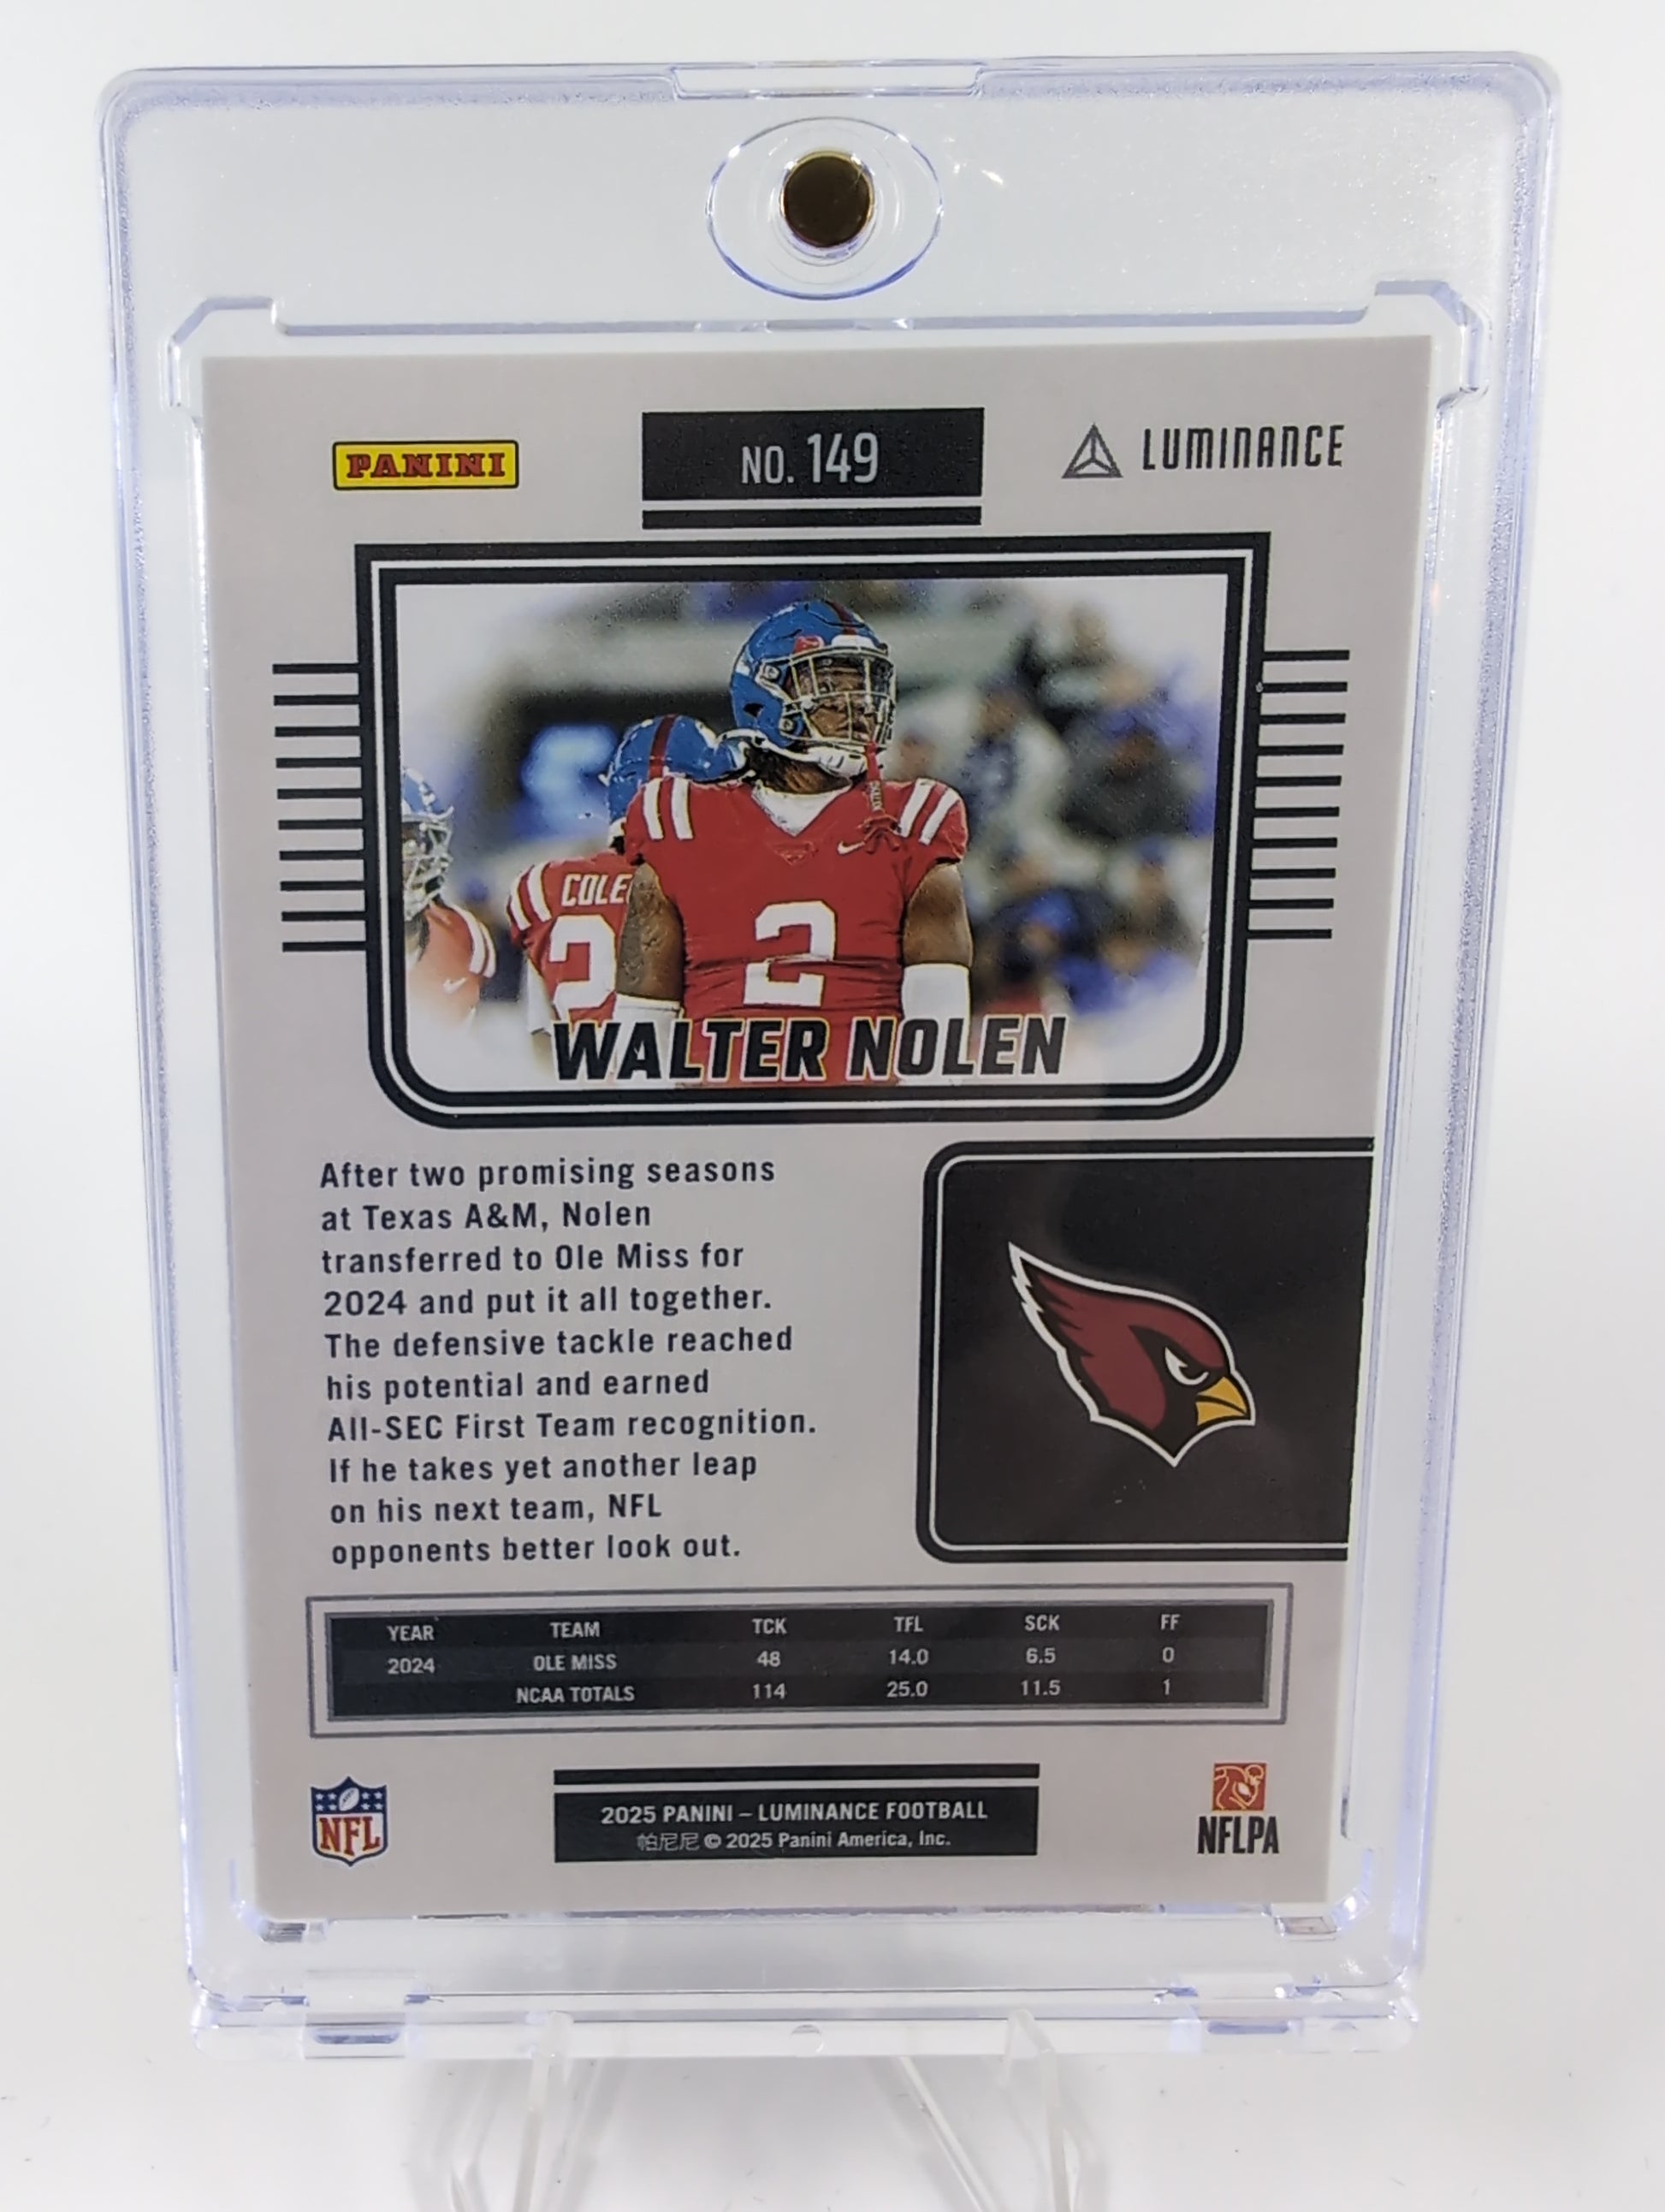 PANINI
NO. 149
LUMINANCE
COLE
2
2
WALTER NOLEN
After two promising seasons
at Texas A&M, Nolen
transferred to Ole Miss for
2024 and put it all together.
The defensive tackle reached
his potential and earned
All-SEC First Team recognition.
If he takes yet another leap
on his next team, NFL
opponents better look out.
YEAR TEAM TCK TFL SCK FF
2024 OLE MISS 48 14.0 6.5 0
NCAA TOTALS 114 25.0 11.5 1
NFL
2025 PANINI – LUMINANCE FOOTBALL
帕尼尼 © 2025 Panini America, Inc.
NFLPA